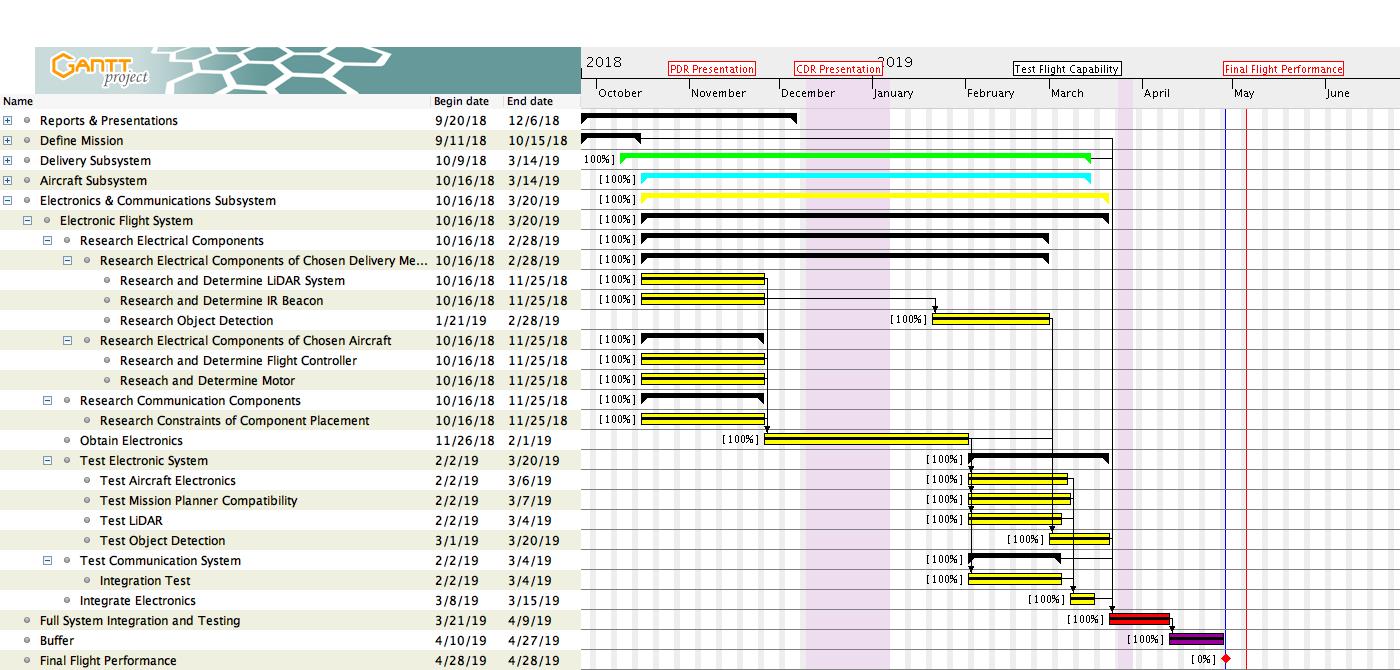 GANTT project
2018 2019
PDR Presentation CDR Presentation Test Flight Capability Final Flight Performance
October November December January February March April May June
Name Begin date End date
Reports & Presentations 9/20/18 12/6/18
Define Mission 9/11/18 10/15/18
Delivery Subsystem 10/9/18 3/14/19 100%]
Aircraft Subsystem 10/16/18 3/14/19 [100%]
Electronics & Communications Subsystem 10/16/18 3/20/19 [100%]
Electronic Flight System 10/16/18 3/20/19 [100%]
Research Electrical Components 10/16/18 2/28/19 [100%]
Research Electrical Components of Chosen Delivery Me... 10/16/18 2/28/19 [100%]
Research and Determine LiDAR System 10/16/18 11/25/18 [100%]
Research and Determine IR Beacon 10/16/18 11/25/18 [100%]
Research Object Detection 1/21/19 2/28/19 [100%]
Research Electrical Components of Chosen Aircraft 10/16/18 11/25/18 [100%]
Research and Determine Flight Controller 10/16/18 11/25/18 [100%]
Reseach and Determine Motor 10/16/18 11/25/18 [100%]
Research Communication Components 10/16/18 11/25/18 [100%]
Research Constraints of Component Placement 10/16/18 11/25/18 [100%]
Obtain Electronics 11/26/18 2/1/19 [100%]
Test Electronic System 2/2/19 3/20/19 [100%]
Test Aircraft Electronics 2/2/19 3/6/19 [100%]
Test Mission Planner Compatibility 2/2/19 3/7/19 [100%]
Test LiDAR 2/2/19 3/4/19 [100%]
Test Object Detection 3/1/19 3/20/19 [100%]
Test Communication System 2/2/19 3/4/19 [100%]
Integration Test 2/2/19 3/4/19 [100%]
Integrate Electronics 3/8/19 3/15/19 [100%]
Full System Integration and Testing 3/21/19 4/9/19 [100%]
Buffer 4/10/19 4/27/19 [100%]
Final Flight Performance 4/28/19 4/28/19 [0%]